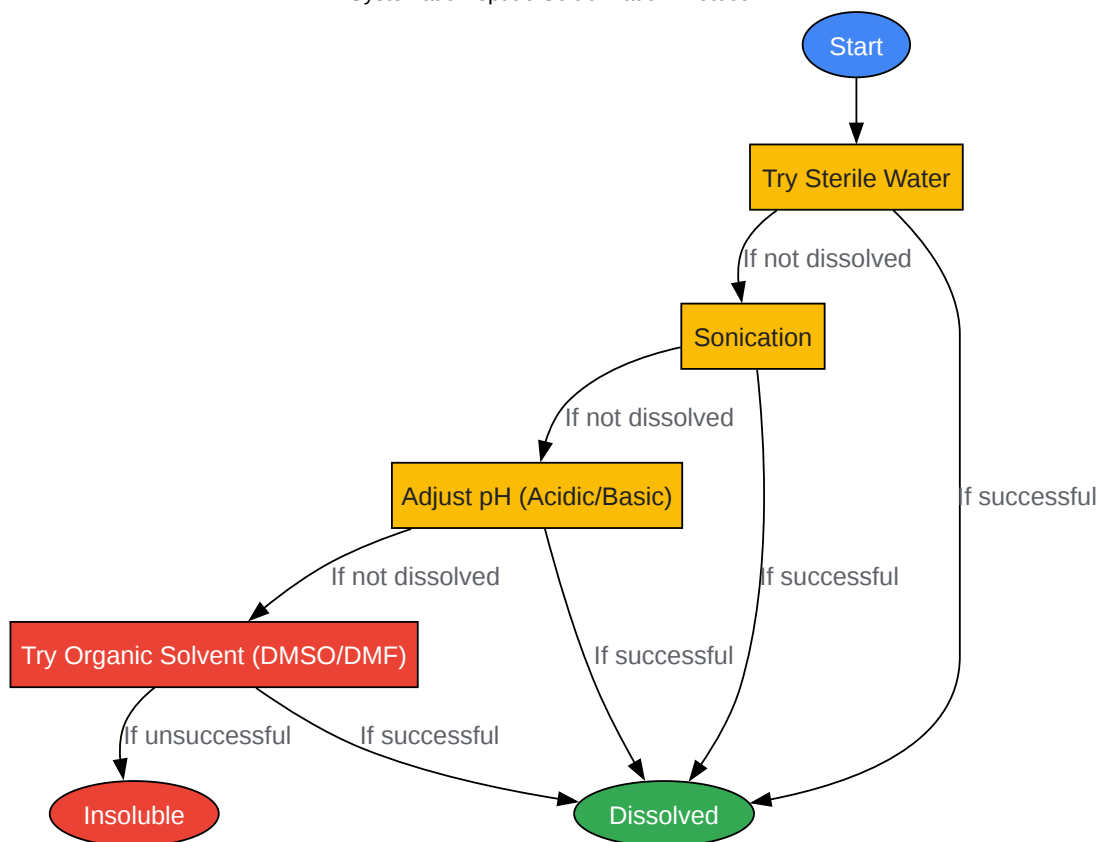 Start
Try Sterile Water
If not dissolved
Sonication
If not dissolved
Adjust pH (Acidic/Basic)
If successful
If not dissolved
If successful
Try Organic Solvent (DMSO/DMF)
If successful
If unsuccessful
If successful
Insoluble
Dissolved